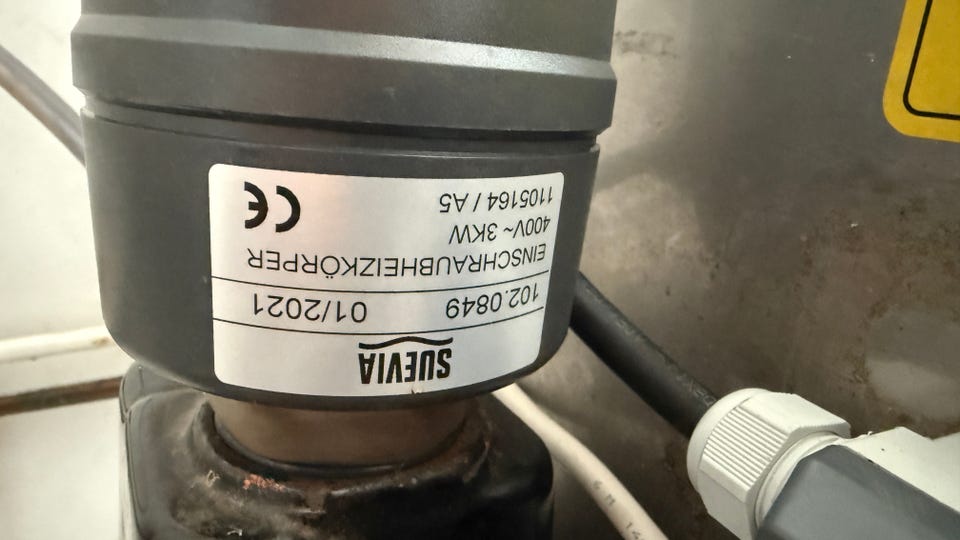 SUEVIA
102.0849 01/2021
EINSCHRAUBHEIZKÖRPER
400V~ 3KW
1105164 / A5
CE